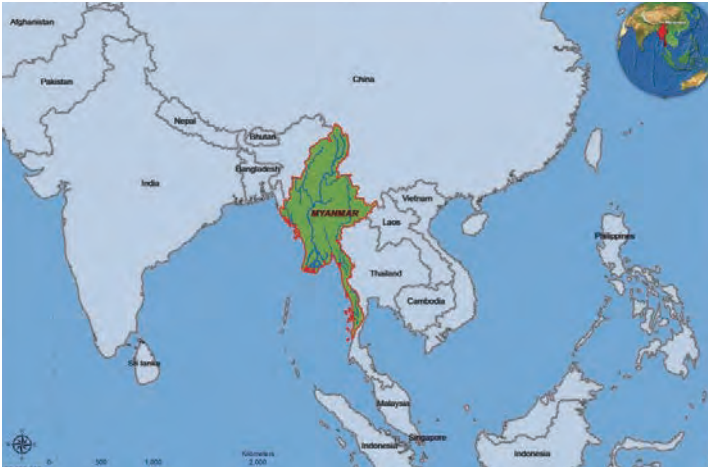 Afghanistan
China
Pakistan
Nepal
Bhutan
Bangladesh
India
MYANMAR
Vietnam
Laos
Philippines
Thailand
Cambodia
Sri lanka
Malaysia
Singapore
Indonesia
Indonesia
Kilometers
0 500 1,000 2,000